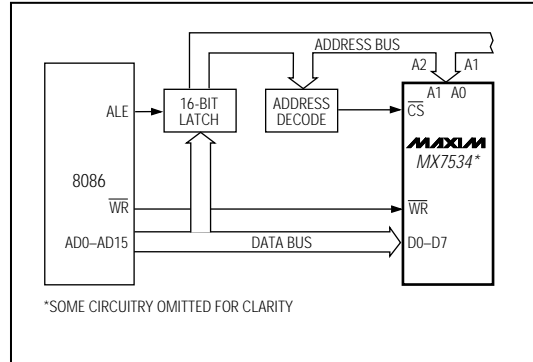 ADDRESS BUS
A2 A1
A1 A0
ALE
16-BIT
LATCH
ADDRESS
DECODE
CS
MAXIM
MX7534*
8086
WR
WR
AD0–AD15
DATA BUS
D0–D7
*SOME CIRCUITRY OMITTED FOR CLARITY